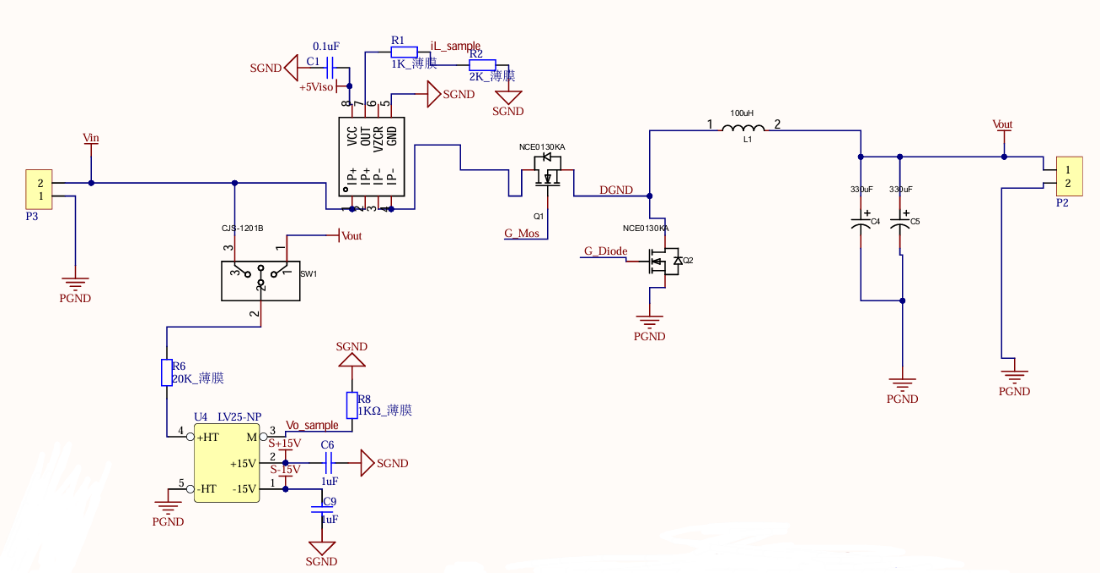 0.1uF
R1
iL_sample
SGND
C1
1K_薄膜
R2
2K_薄膜
+5Viso
SGND
SGND
8
7
6
5
VCC
OUT
VZCR
GND
IP+
IP+
IP-
IP-
1
2
3
4
Vin
2
1
P3
PGND
NCE0130KA
Q1
G_Mos
DGND
100uH
1
2
L1
NCE0130KA
G_Diode
Q2
PGND
330uF
C4
330uF
C5
PGND
Vout
1
2
P2
PGND
CJS-1201B
3
1
Vout
3
2
1
SW1
2
R6
20K_薄膜
SGND
R8
1KΩ_薄膜
U4
LV25-NP
4
+HT
M
3
Vo_sample
S+15V
+15V
2
C6
1uF
SGND
S-15V
5
-HT
-15V
1
C9
1uF
PGND
SGND